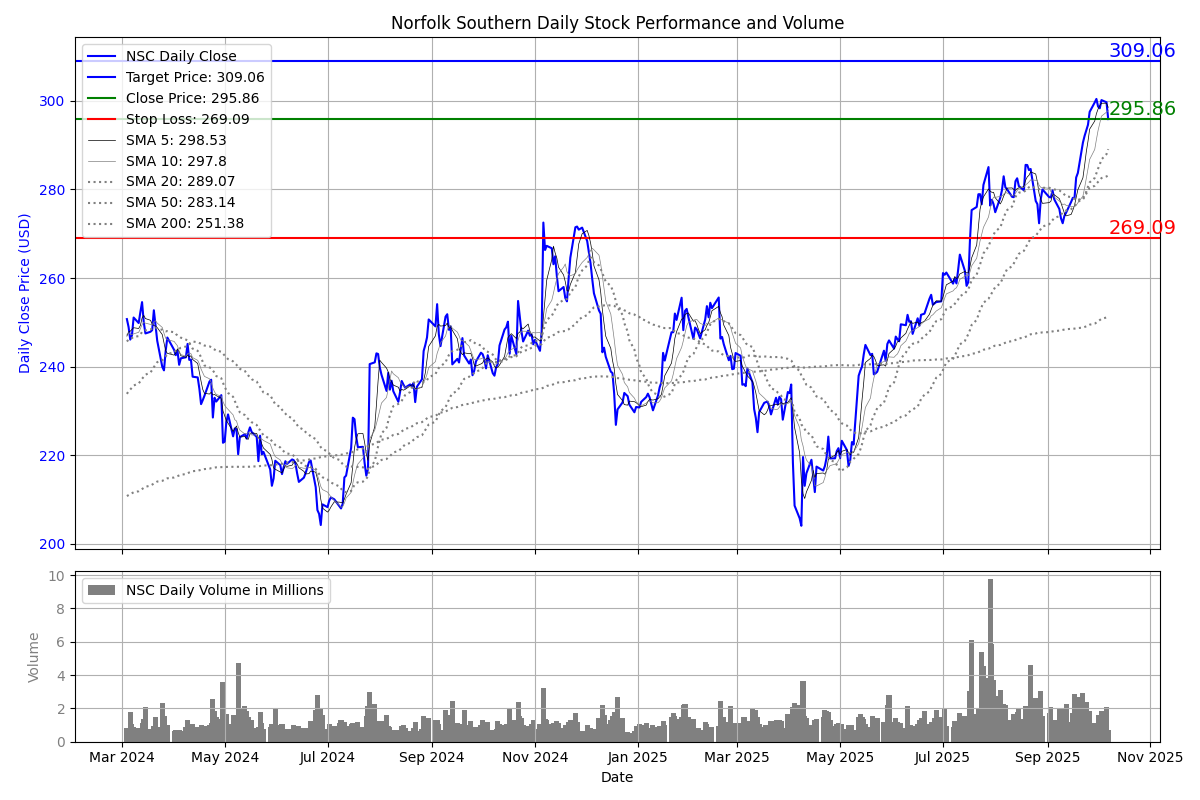 Norfolk Southern Daily Stock Performance and Volume
NSC Daily Close
Target Price: 309.06
Close Price: 295.86
Stop Loss: 269.09
SMA 5: 298.53
SMA 10: 297.8
SMA 20: 289.07
SMA 50: 283.14
SMA 200: 251.38
309.06
295.86
269.09
Daily Close Price (USD)
300
280
260
240
220
200
NSC Daily Volume in Millions
Volume
10
8
6
4
2
0
Mar 2024 May 2024 Jul 2024 Sep 2024 Nov 2024 Jan 2025 Mar 2025 May 2025 Jul 2025 Sep 2025 Nov 2025
Date